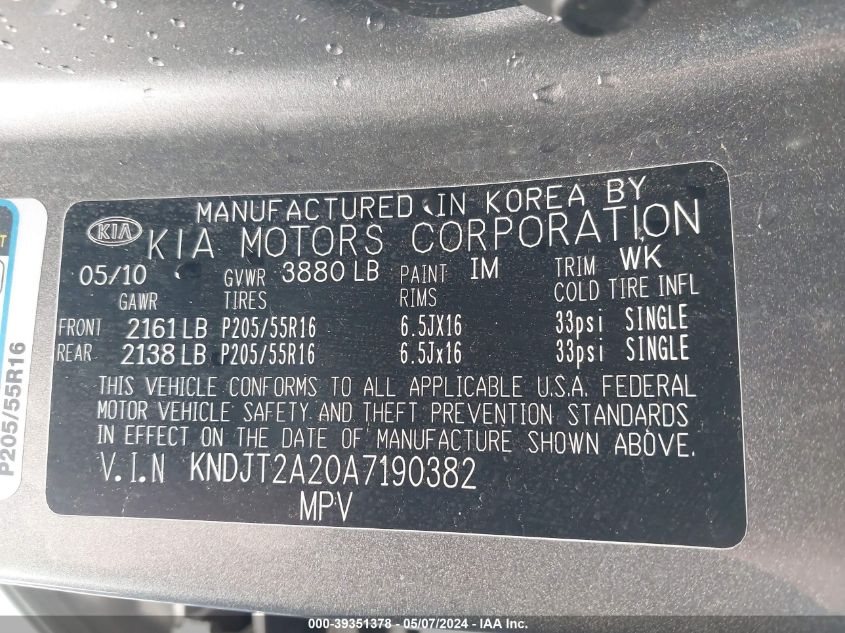 MANUFACTURED IN KOREA BY
KIA KIA MOTORS CORPORATION
05/10 GVWR 3880 LB PAINT IM TRIM WK
GAWR TIRES RIMS COLD TIRE INFL
FRONT 2161 LB P205/55R16 6.5JX16 33psi SINGLE
REAR 2138 LB P205/55R16 6.5Jx16 33psi SINGLE
THIS VEHICLE CONFORMS TO ALL APPLICABLE U.S.A. FEDERAL
MOTOR VEHICLE SAFETY AND THEFT PREVENTION STANDARDS
IN EFFECT ON THE DATE OF MANUFACTURE SHOWN ABOVE.
V.I.N KNDJT2A20A7190382
MPV
P205/55R16
000-39351378 - 05/07/2024 - IAA Inc.